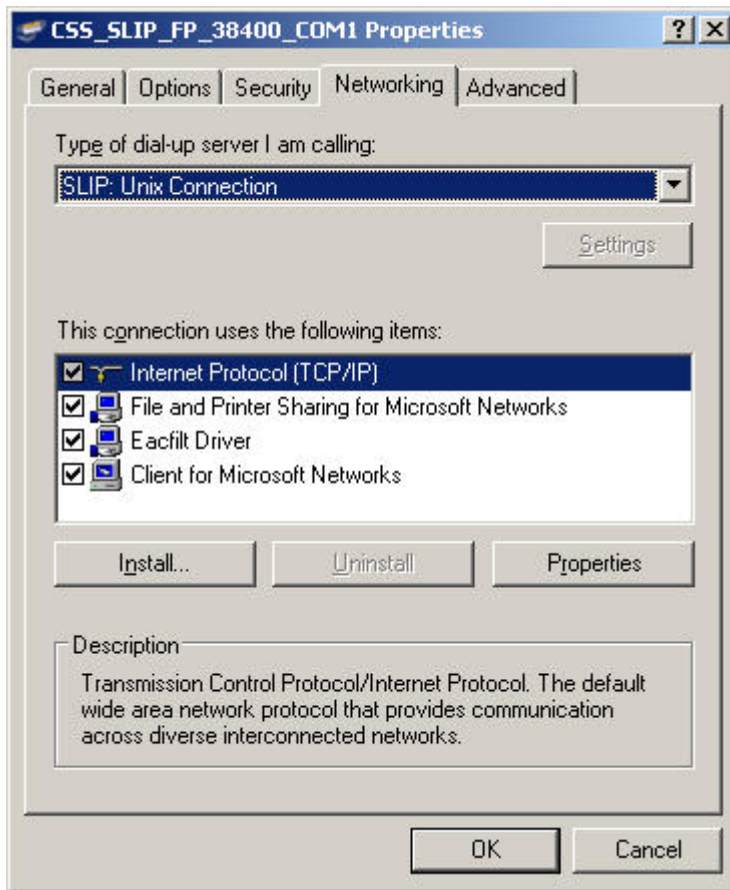 CSS_SLIP_FP_38400_COM1 Properties
General Options Security Networking Advanced
Type of dial-up server I am calling:
SLIP: Unix Connection
Settings
This connection uses the following items:
Internet Protocol (TCP/IP)
File and Printer Sharing for Microsoft Networks
Eacfilt Driver
Client for Microsoft Networks
Install... Uninstall Properties
Description
Transmission Control Protocol/Internet Protocol. The default
wide area network protocol that provides communication
across diverse interconnected networks.
OK Cancel